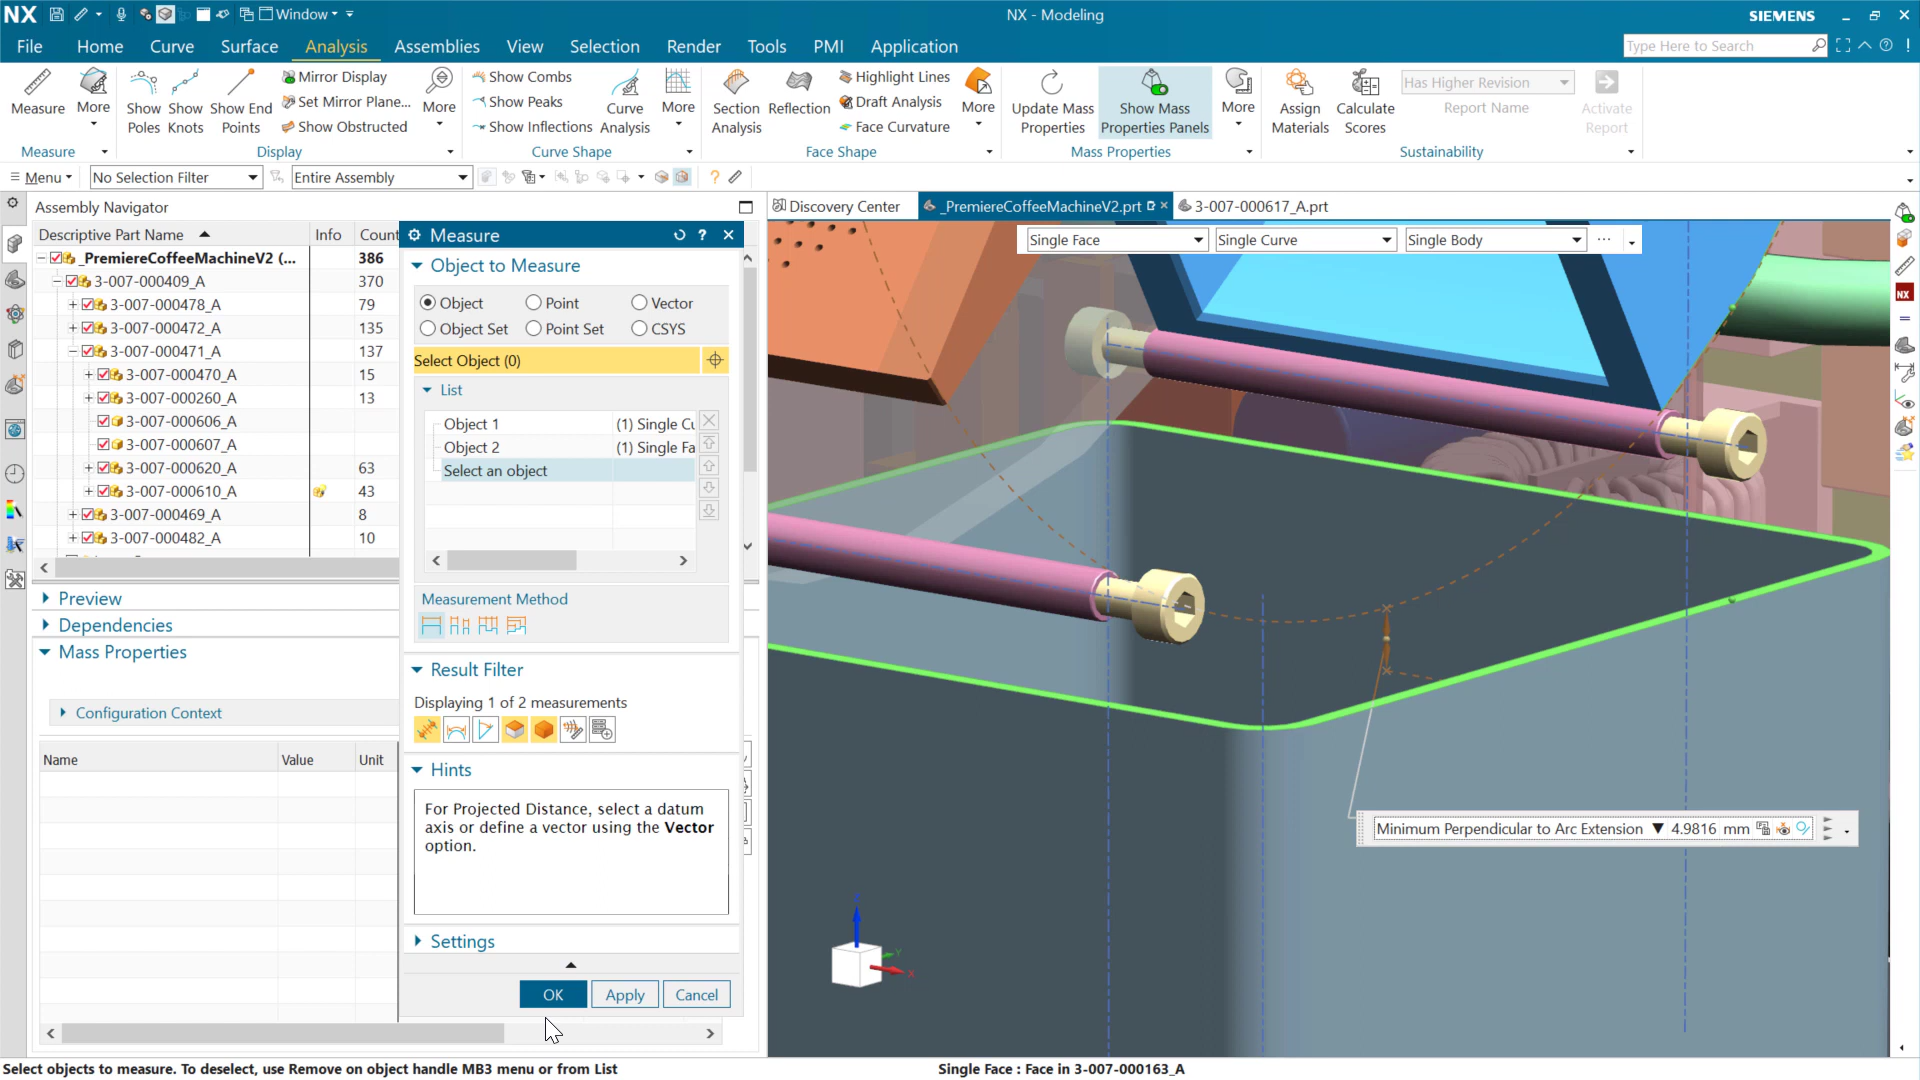 NX
Window
NX - Modeling
SIEMENS
File
Home
Curve
Surface
Analysis
Assemblies
View
Selection
Render
Tools
PMI
Application
Type Here to Search
Measure
More
Show Poles
Show Knots
Show End Points
Mirror Display
Set Mirror Plane...
Show Obstructed
More
Show Combs
Show Peaks
Show Inflections
Curve Analysis
More
Section Analysis
Reflection
Highlight Lines
Draft Analysis
Face Curvature
More
Update Mass Properties
Show Mass Properties Panels
More
Assign Materials
Calculate Scores
Has Higher Revision
Report Name
Activate Report
Measure
Display
Curve Shape
Face Shape
Mass Properties
Sustainability
Menu
No Selection Filter
Entire Assembly
Assembly Navigator
Discovery Center
_PremiereCoffeeMachineV2.prt
3-007-000617_A.prt
Descriptive Part Name
Info
Count
_PremiereCoffeeMachineV2 (...
386
3-007-000409_A
370
3-007-000478_A
79
3-007-000472_A
135
3-007-000471_A
137
3-007-000470_A
15
3-007-000260_A
13
3-007-000606_A
3-007-000607_A
3-007-000620_A
63
3-007-000610_A
43
3-007-000469_A
8
3-007-000482_A
10
Preview
Dependencies
Mass Properties
Configuration Context
Name
Value
Unit
Measure
Object to Measure
Object
Point
Vector
Object Set
Point Set
CSYS
Select Object (0)
List
Object 1
(1) Single Cu
Object 2
(1) Single Fa
Select an object
Measurement Method
Result Filter
Displaying 1 of 2 measurements
Hints
For Projected Distance, select a datum
axis or define a vector using the Vector
option.
Settings
OK
Apply
Cancel
Single Face
Single Curve
Single Body
Minimum Perpendicular to Arc Extension
4.9816 mm
Z
Y
X
NX
Select objects to measure. To deselect, use Remove on object handle MB3 menu or from List
Single Face : Face in 3-007-000163_A